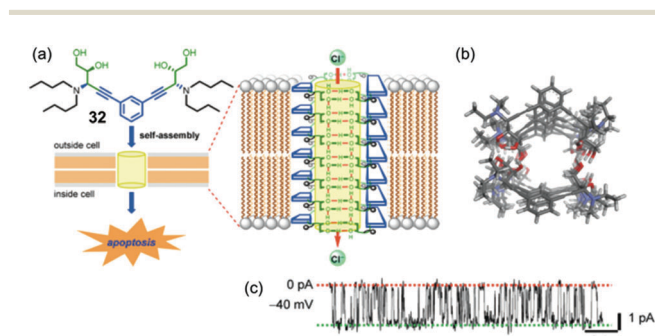 (a)
OH
HO
OH
HO
N
N
32
self-assembly
outside cell
inside cell
apoptosis
Cl⁻
Cl⁻
(b)
(c)
0 pA
−40 mV
1 pA